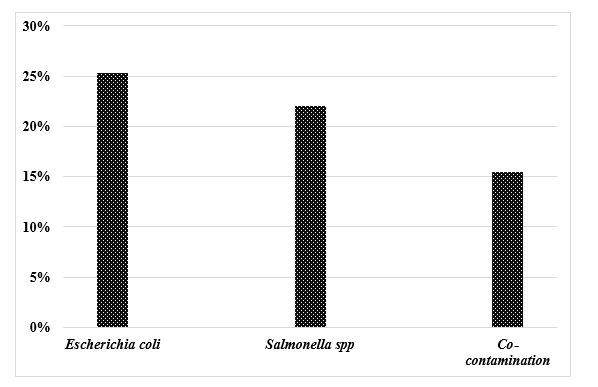 30%
25%
20%
15%
10%
5%
0%
Escherichia coli
Salmonella spp
Co-
contamination